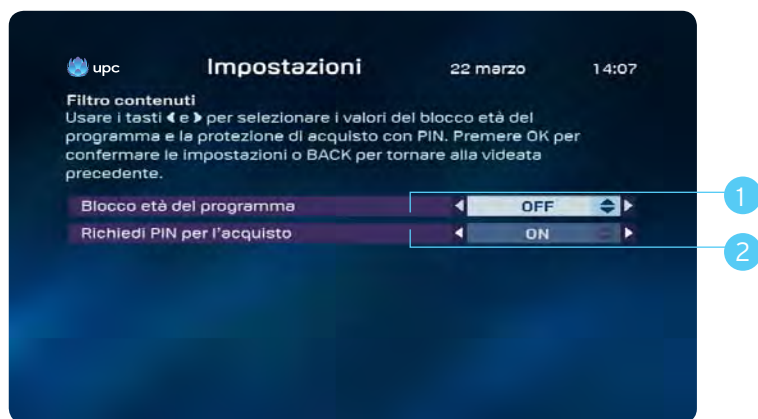 upc Impostazioni 22 marzo 14:07
Filtro contenuti
Usare i tasti ◀ e ▶ per selezionare i valori del blocco età del
programma e la protezione di acquisto con PIN. Premere OK per
confermare le impostazioni o BACK per tornare alla videata
precedente.
Blocco età del programma OFF 1
Richiedi PIN per l'acquisto ON 2